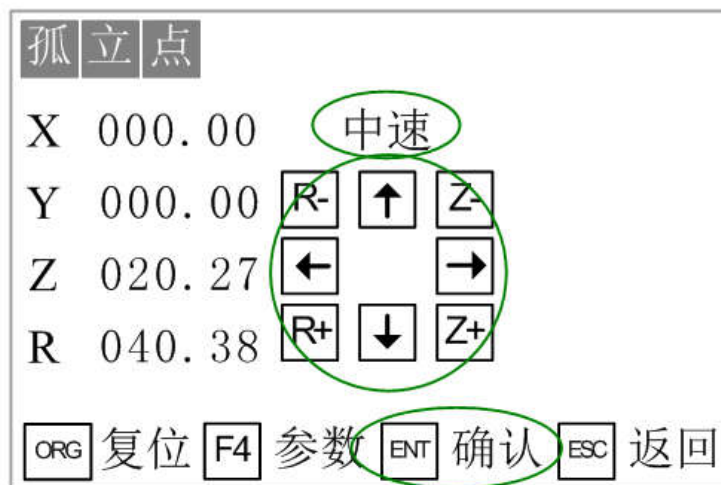 孤立点
X 000.00 中速
Y 000.00 R- ↑ Z-
Z 020.27 ← →
R 040.38 R+ ↓ Z+
ORG 复位 F4 参数 ENT 确认 ESC 返回